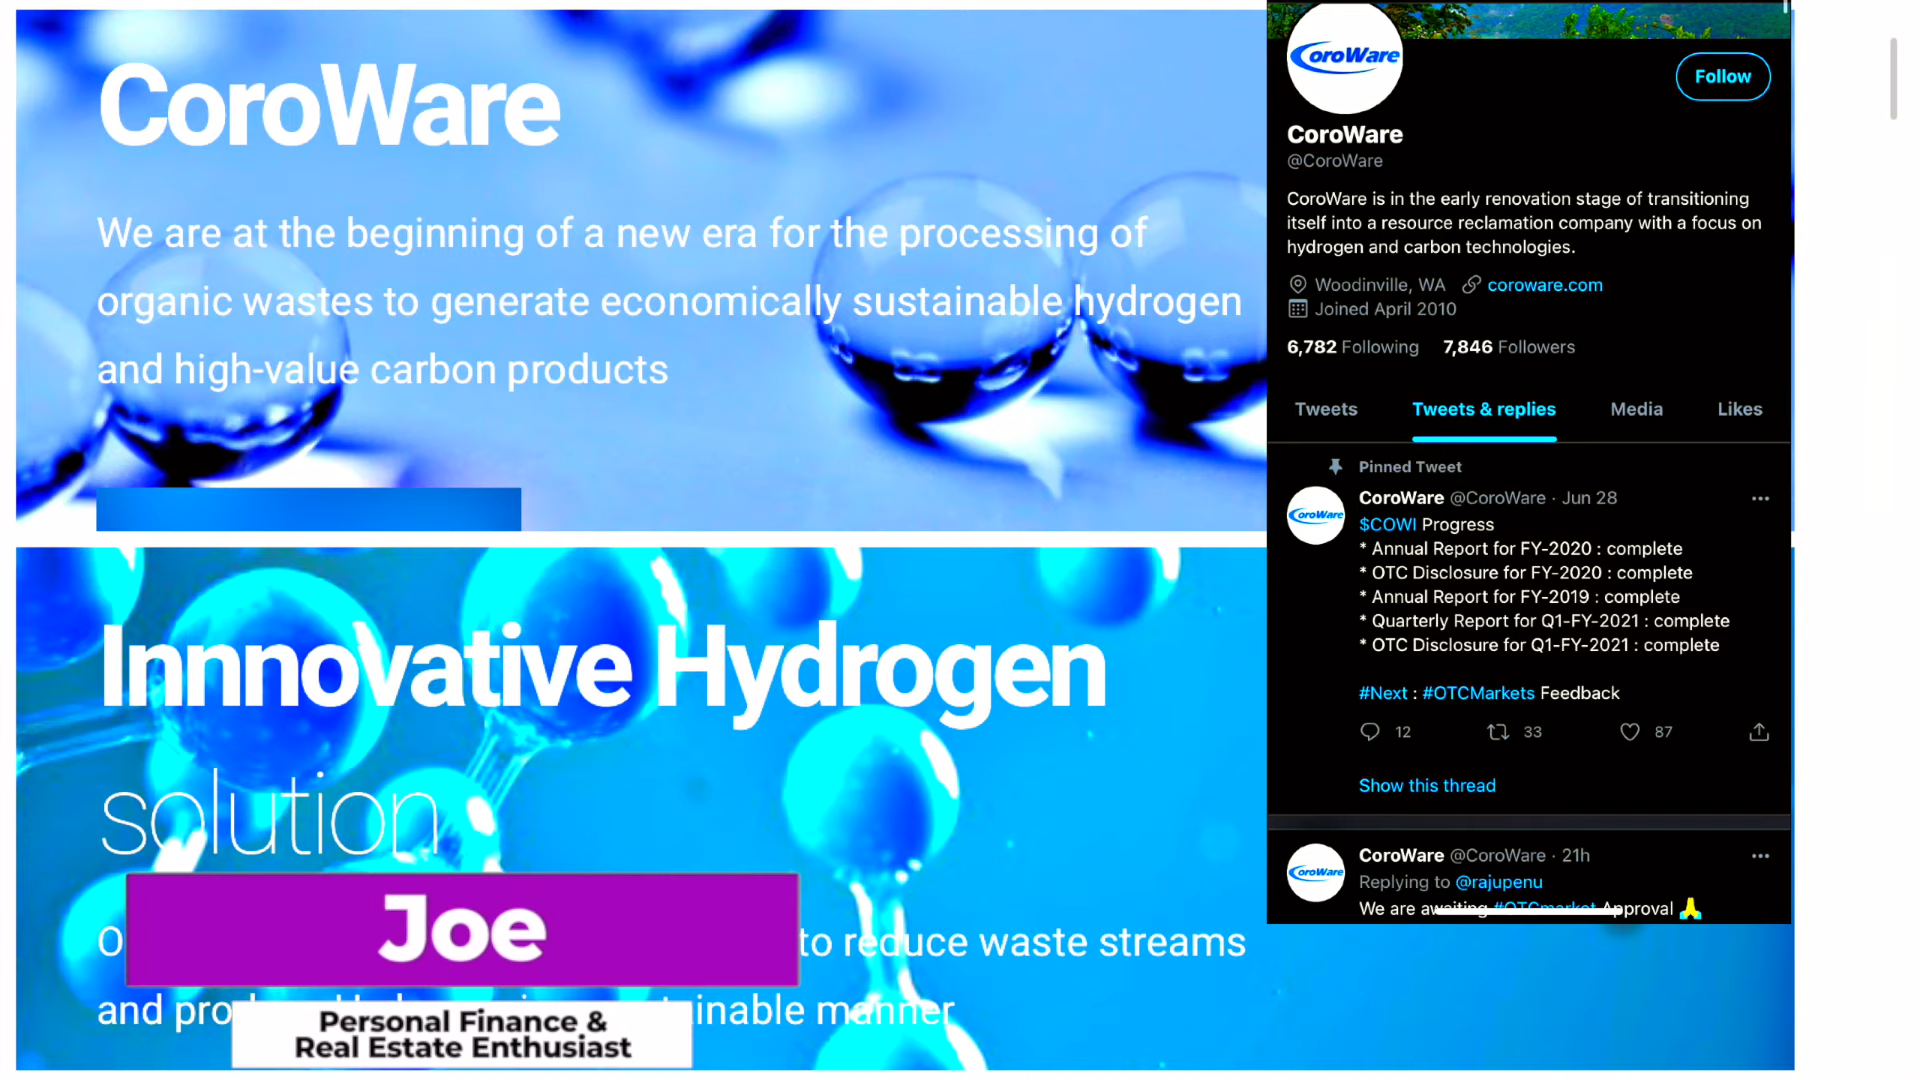 CoroWare
We are at the beginning of a new era for the processing of
organic wastes to generate economically sustainable hydrogen
and high-value carbon products
Innnovative Hydrogen
solution
O
to reduce waste streams
and pro
inable manner
Joe
Personal Finance &
Real Estate Enthusiast
oroWare
Follow
CoroWare
@CoroWare
CoroWare is in the early renovation stage of transitioning
itself into a resource reclamation company with a focus on
hydrogen and carbon technologies.
Woodinville, WA coroware.com
Joined April 2010
6,782 Following 7,846 Followers
Tweets Tweets & replies Media Likes
Pinned Tweet
oroWare
CoroWare @CoroWare · Jun 28
$COWI Progress
* Annual Report for FY-2020 : complete
* OTC Disclosure for FY-2020 : complete
* Annual Report for FY-2019 : complete
* Quarterly Report for Q1-FY-2021 : complete
* OTC Disclosure for Q1-FY-2021 : complete
#Next : #OTCMarkets Feedback
12 33 87
Show this thread
oroWare
CoroWare @CoroWare · 21h
Replying to @rajupenu
We are awaiting #OTCmarket Approval 🙏